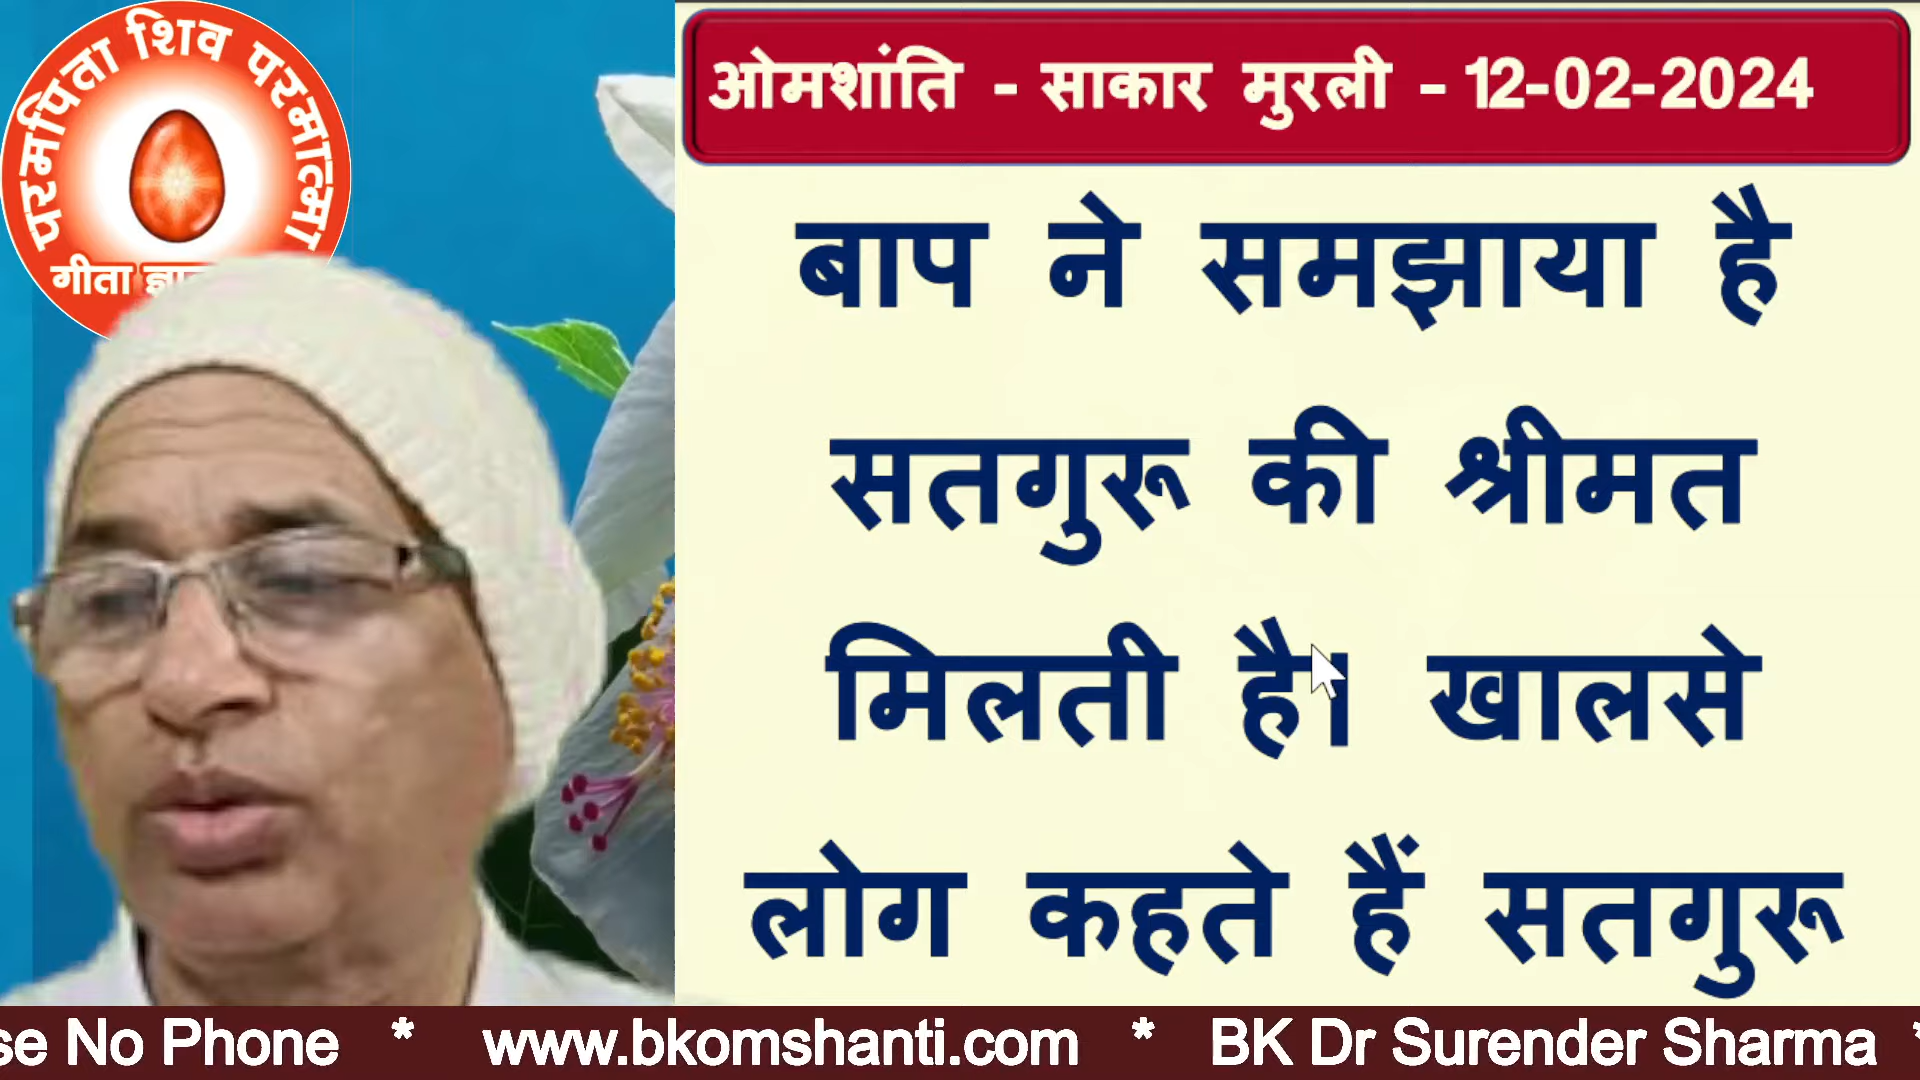 परमपिता शिव परमात्मा
गीता
ओमशांति - साकार मुरली - 12-02-2024
बाप ने समझाया है
सतगुरू की श्रीमत
मिलती है। खालसे
लोग कहते हैं सतगुरू
No Phone * www.bkomshanti.com * BK Dr Surender Sharma *